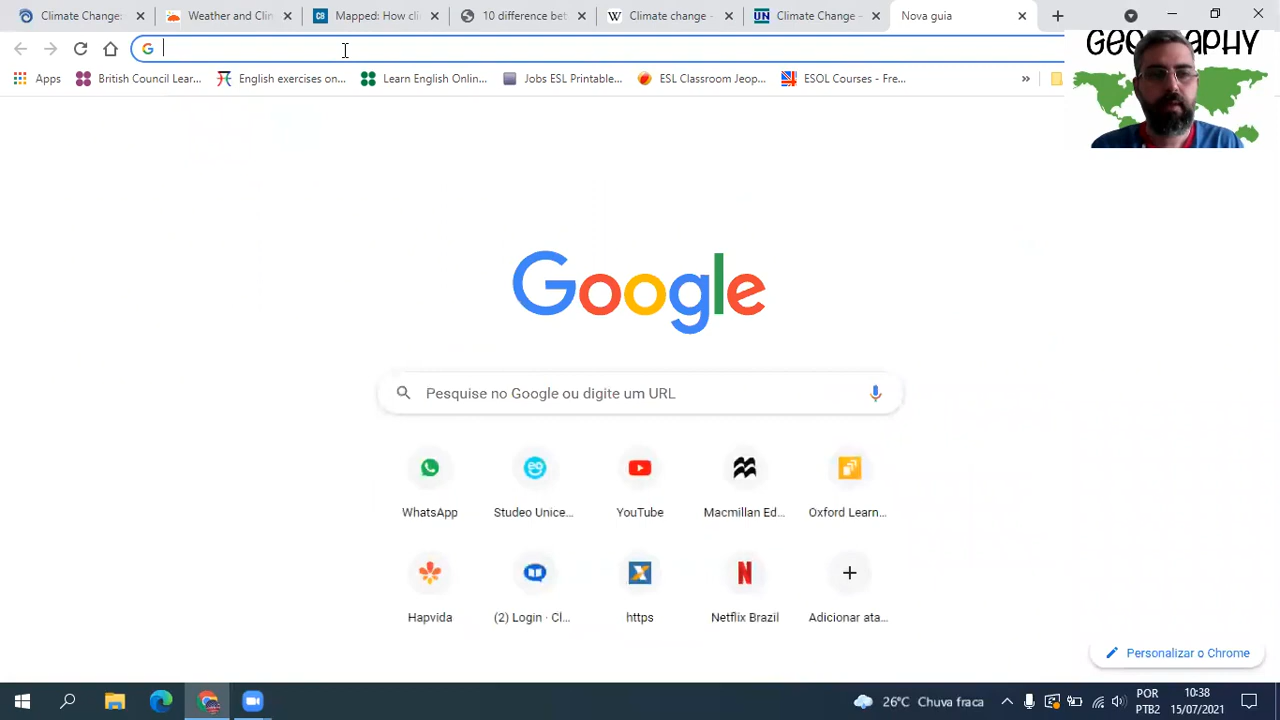 Climate Change:
Weather and Clin
Mapped: How cli
10 difference bet
Climate change -
Climate Change –
Nova guia
GEOGRAPHY
Apps
British Council Lear...
English exercises on...
Learn English Onlin...
Jobs ESL Printable...
ESL Classroom Jeop...
ESOL Courses - Fre...
»
Google
Pesquise no Google ou digite um URL
WhatsApp
Studeo Unice...
YouTube
Macmillan Ed...
Oxford Learn...
Hapvida
(2) Login · Cl...
https
Netflix Brazil
Adicionar ata...
Personalizar o Chrome
26°C Chuva fraca
POR
PTB2
10:38
15/07/2021